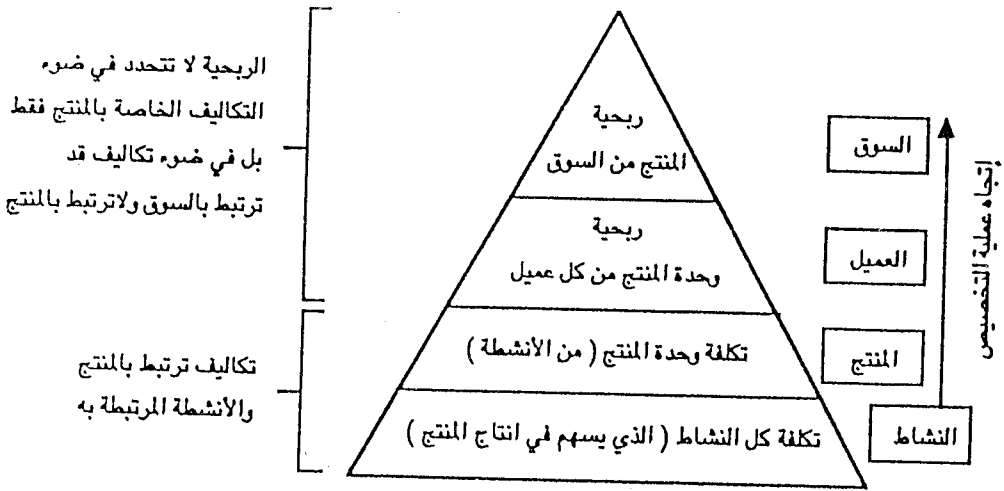 الربحية لا تتحدد في ضوء
التكاليف الخاصة بالمنتج فقط
بل في ضوء تكاليف قد
ترتبط بالسوق ولاترتبط بالمنتج
تكاليف ترتبط بالمنتج
والأنشطة المرتبطة به
ربحية
المنتج من السوق
ربحية
وحدة المنتج من كل عميل
تكلفة وحدة المنتج ( من الأنشطة )
تكلفة كل النشاط ( الذي يسهم في انتاج المنتج )
السوق
العميل
المنتج
النشاط
إتجاه عملية التخصيص